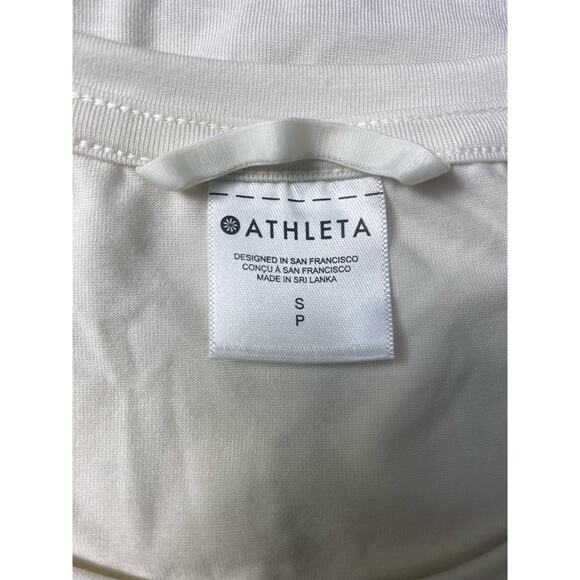 ATHLETA
DESIGNED IN SAN FRANCISCO
CONÇU À SAN FRANCISCO
MADE IN SRI LANKA
S
P